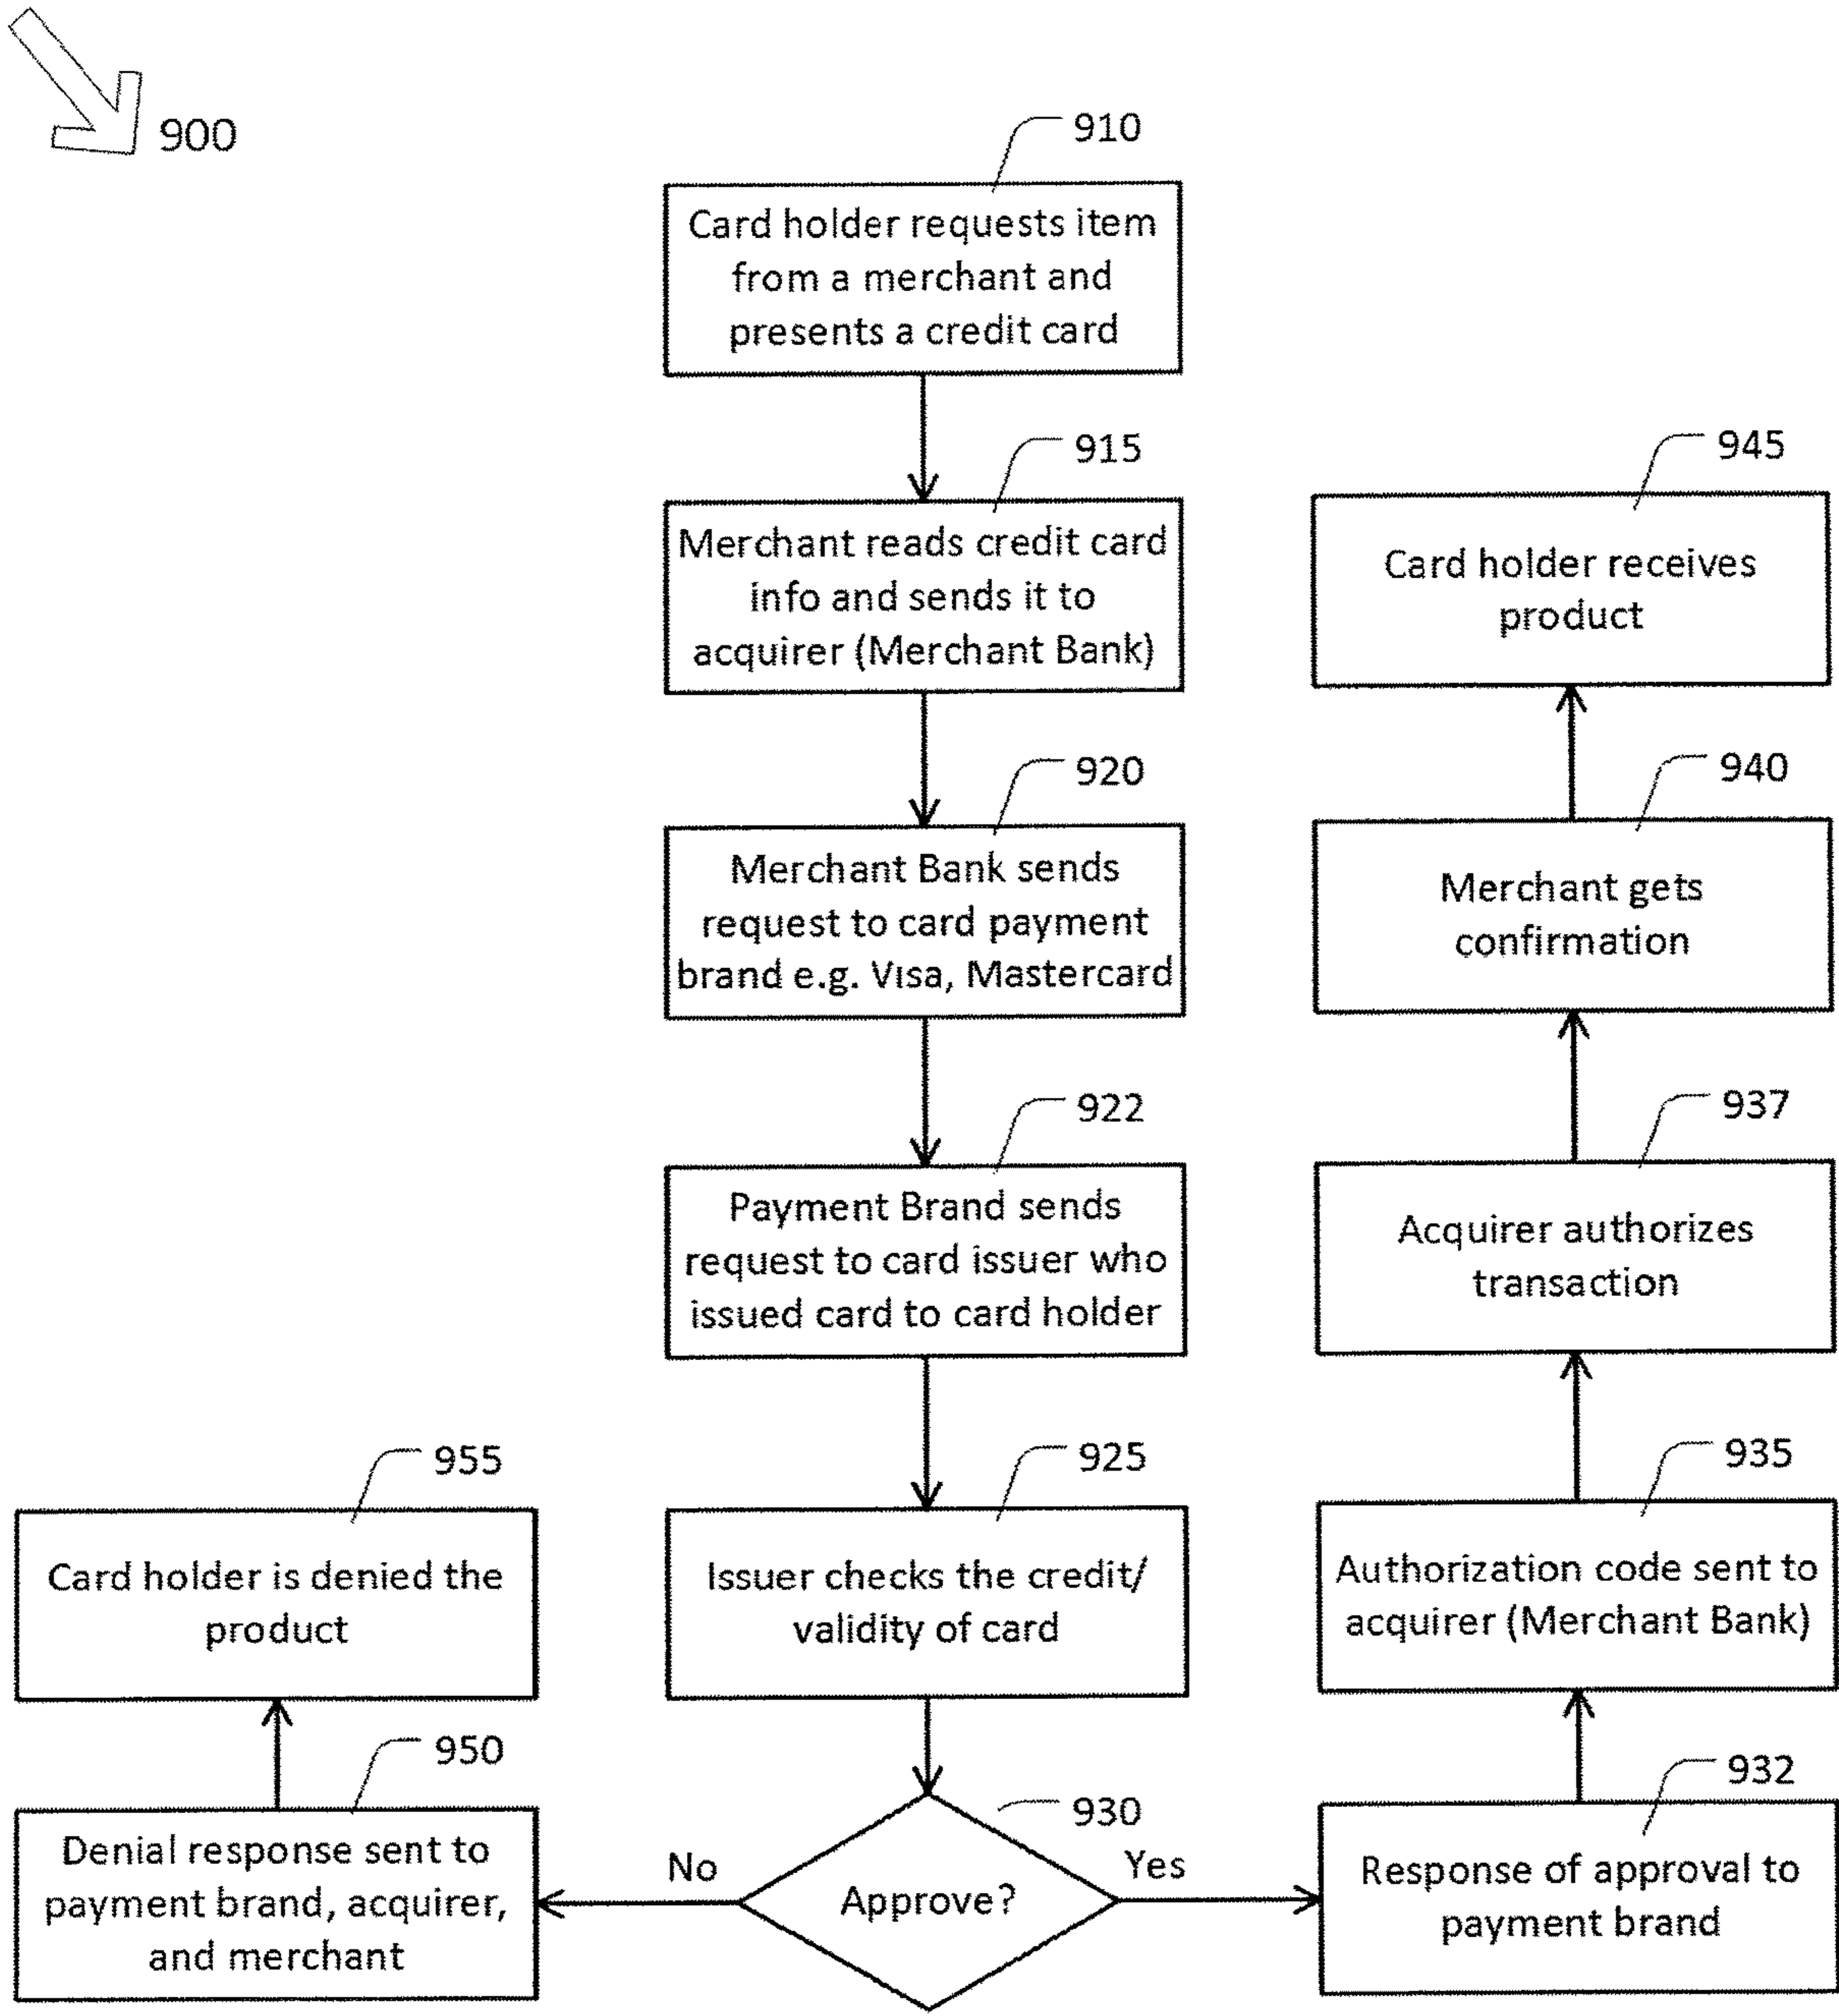 900
910
Card holder requests item
from a merchant and
presents a credit card
915
Merchant reads credit card
info and sends it to
acquirer (Merchant Bank)
920
Merchant Bank sends
request to card payment
brand e.g. Visa, Mastercard
922
Payment Brand sends
request to card issuer who
issued card to card holder
925
Issuer checks the credit/
validity of card
930
Approve?
No
Yes
950
Denial response sent to
payment brand, acquirer,
and merchant
955
Card holder is denied the
product
932
Response of approval to
payment brand
935
Authorization code sent to
acquirer (Merchant Bank)
937
Acquirer authorizes
transaction
940
Merchant gets
confirmation
945
Card holder receives
product